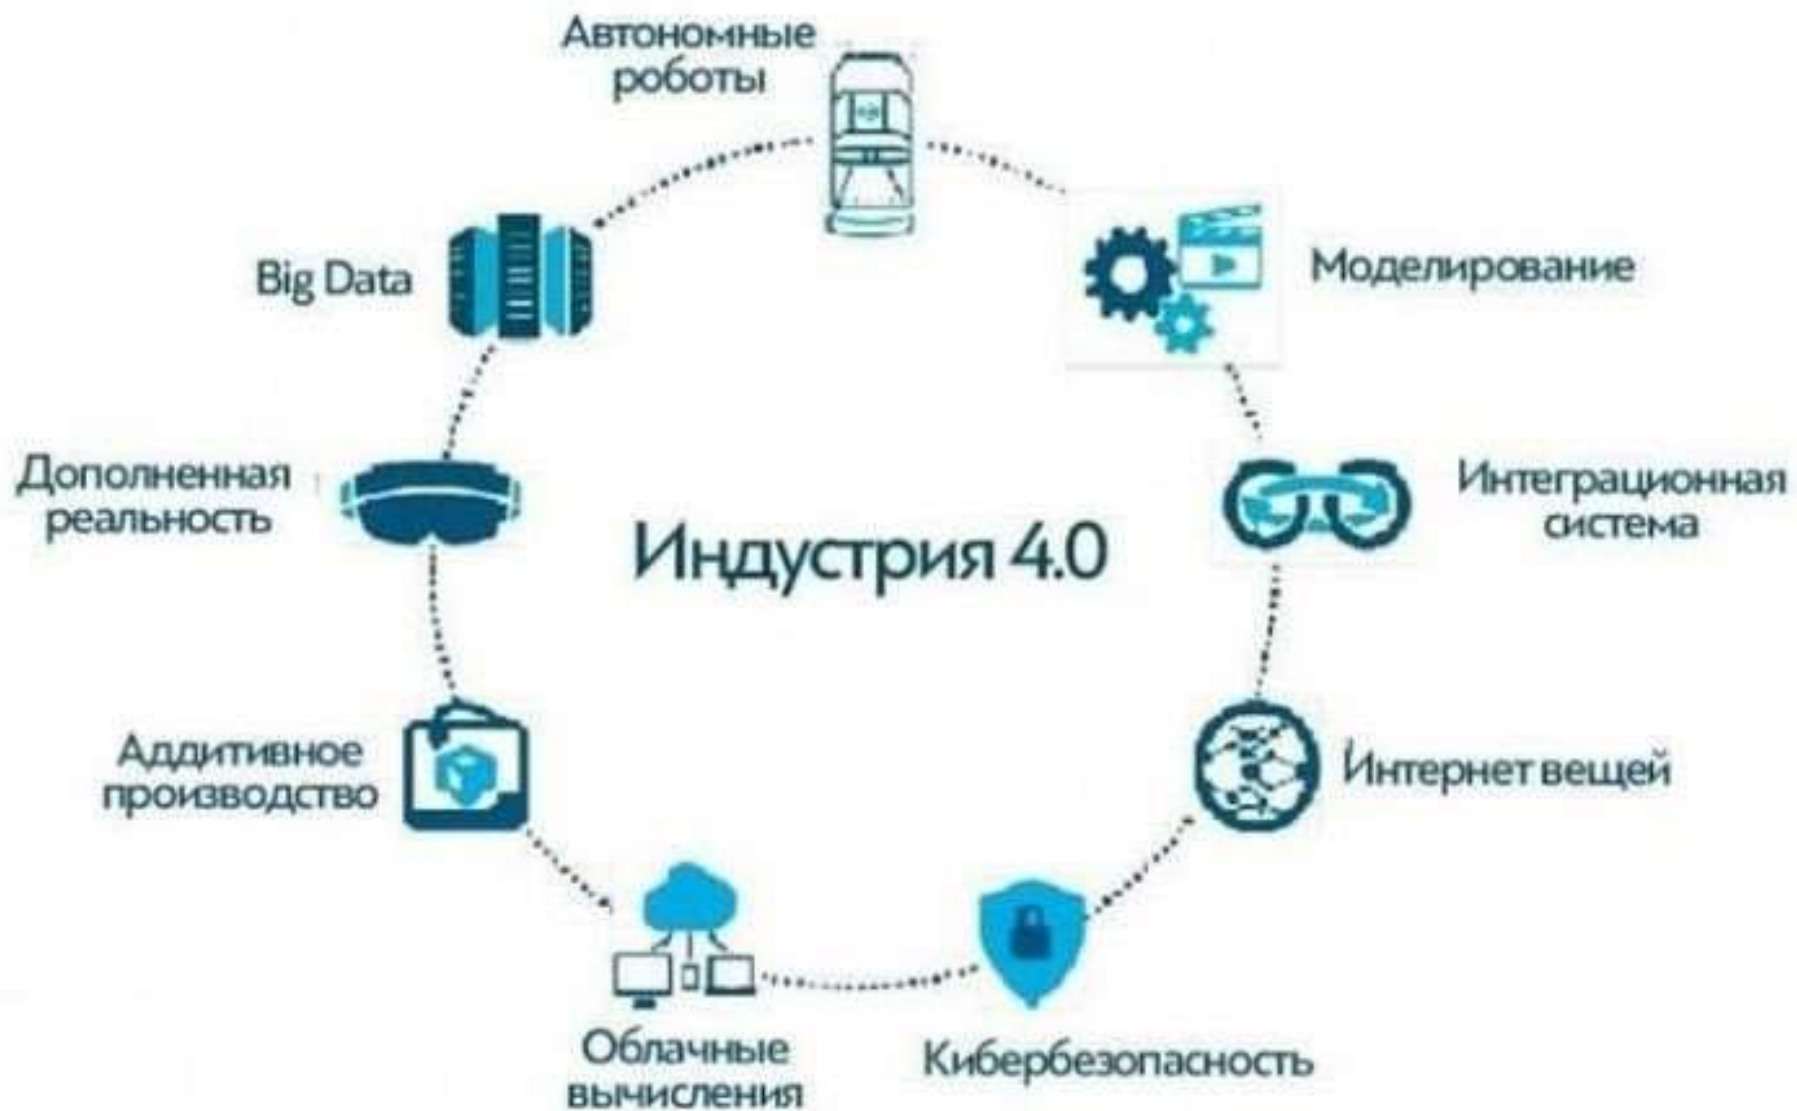 Автономные
роботы
Big Data
Моделирование
Дополненная
реальность
Интеграционная
система
Индустрия 4.0
Аддитивное
производство
Интернет вещей
Облачные
вычисления
Кибербезопасность